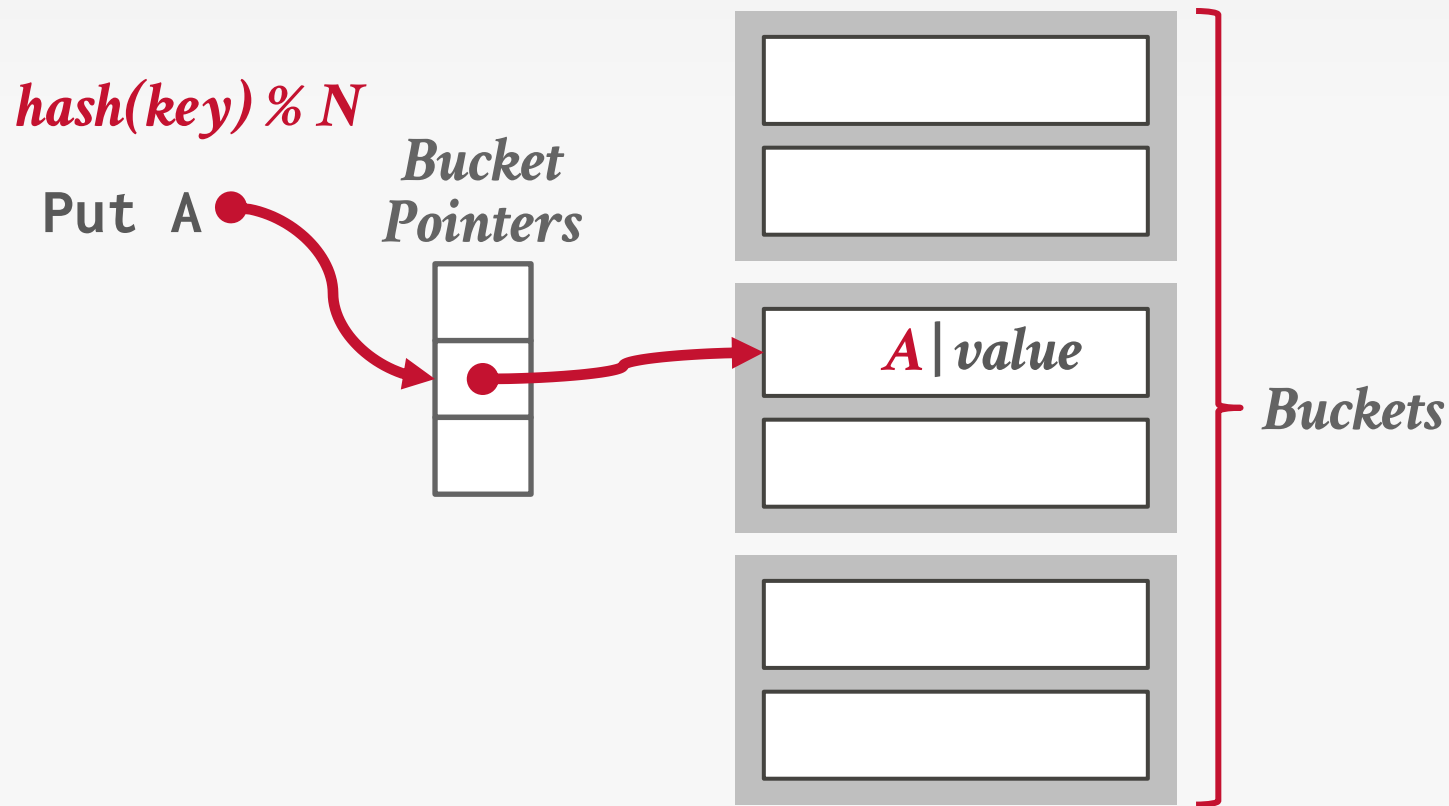 hash(key) % N
Put A
Bucket
Pointers
A|value
Buckets